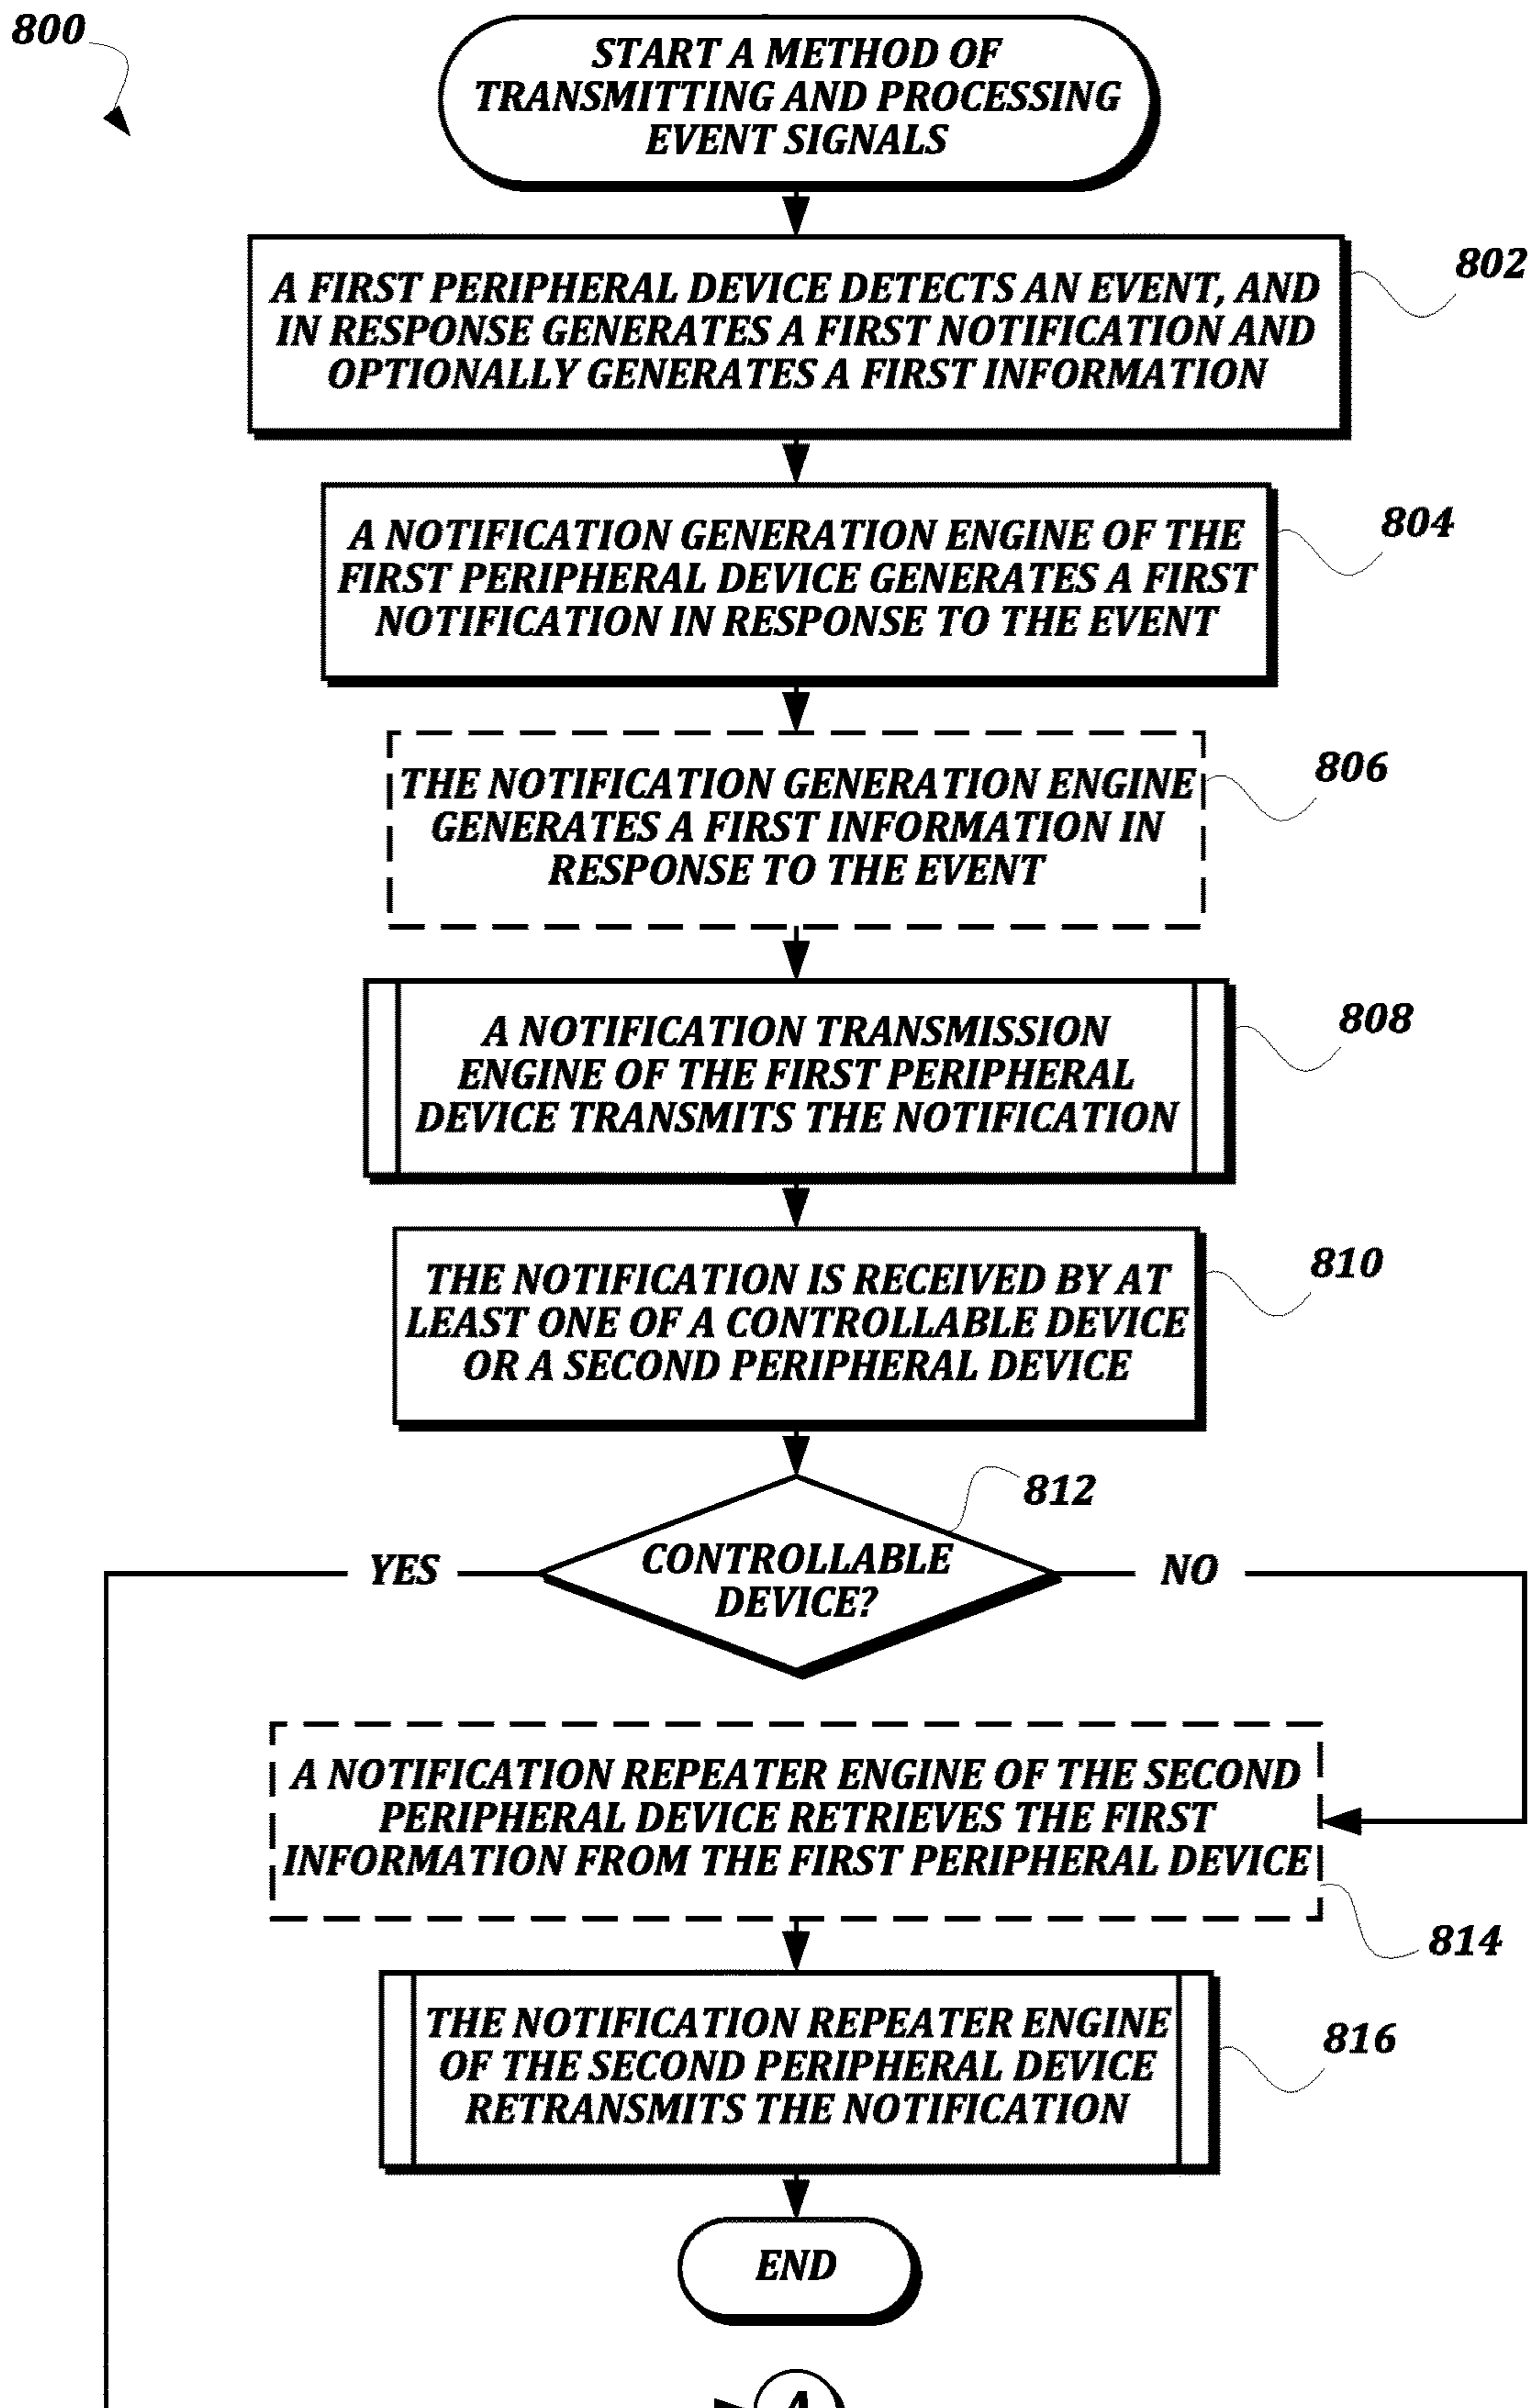 800
START A METHOD OF
TRANSMITTING AND PROCESSING
EVENT SIGNALS
802
A FIRST PERIPHERAL DEVICE DETECTS AN EVENT, AND
IN RESPONSE GENERATES A FIRST NOTIFICATION AND
OPTIONALLY GENERATES A FIRST INFORMATION
804
A NOTIFICATION GENERATION ENGINE OF THE
FIRST PERIPHERAL DEVICE GENERATES A FIRST
NOTIFICATION IN RESPONSE TO THE EVENT
806
THE NOTIFICATION GENERATION ENGINE
GENERATES A FIRST INFORMATION IN
RESPONSE TO THE EVENT
808
A NOTIFICATION TRANSMISSION
ENGINE OF THE FIRST PERIPHERAL
DEVICE TRANSMITS THE NOTIFICATION
810
THE NOTIFICATION IS RECEIVED BY AT
LEAST ONE OF A CONTROLLABLE DEVICE
OR A SECOND PERIPHERAL DEVICE
812
CONTROLLABLE
DEVICE?
YES
NO
A NOTIFICATION REPEATER ENGINE OF THE SECOND
PERIPHERAL DEVICE RETRIEVES THE FIRST
INFORMATION FROM THE FIRST PERIPHERAL DEVICE
814
THE NOTIFICATION REPEATER ENGINE
OF THE SECOND PERIPHERAL DEVICE
RETRANSMITS THE NOTIFICATION
816
END
A